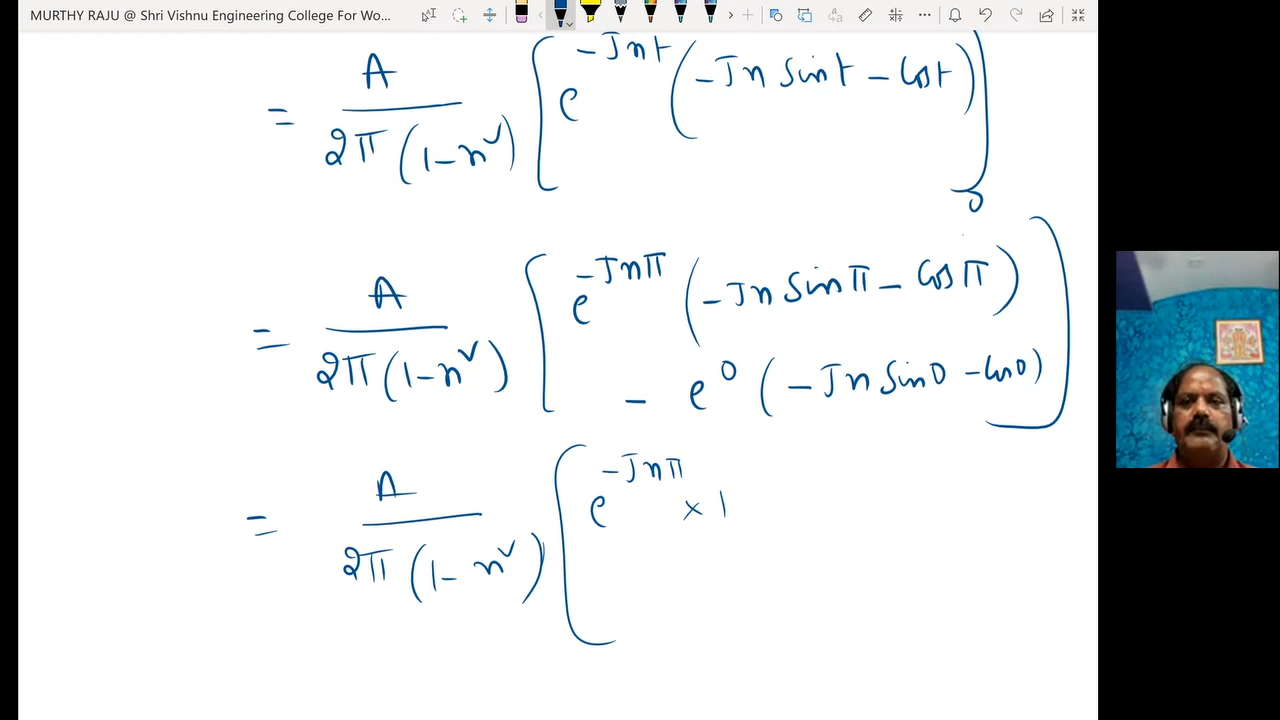 MURTHY RAJU @ Shri Vishnu Engineering College For Wo...
= A / 2π (1-n²) [ e^-Jnt (-Jn Sint - Cost) ]₀
= A / 2π (1-n²) [ e^-Jnπ (-Jn Sinπ - Cosπ)
- e^0 (-Jn Sin0 - Cos0) ]
= A / 2π (1-n²) [ e^-Jnπ × 1